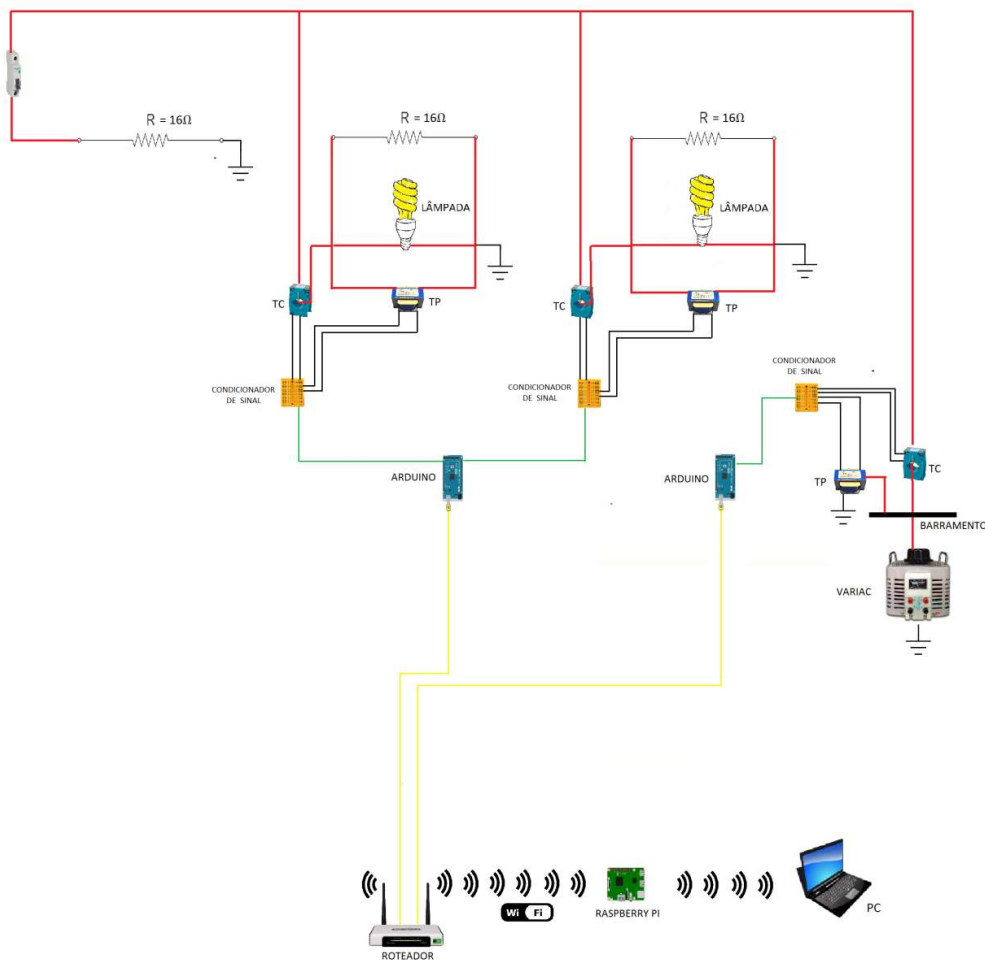 R = 16Ω
R = 16Ω
R = 16Ω
LÂMPADA
LÂMPADA
TC
TP
TC
TP
CONDICIONADOR
DE SINAL
CONDICIONADOR
DE SINAL
CONDICIONADOR
DE SINAL
ARDUINO
ARDUINO
TP
TC
BARRAMENTO
VARIAC
Wi Fi
RASPBERRY PI
PC
ROTEADOR